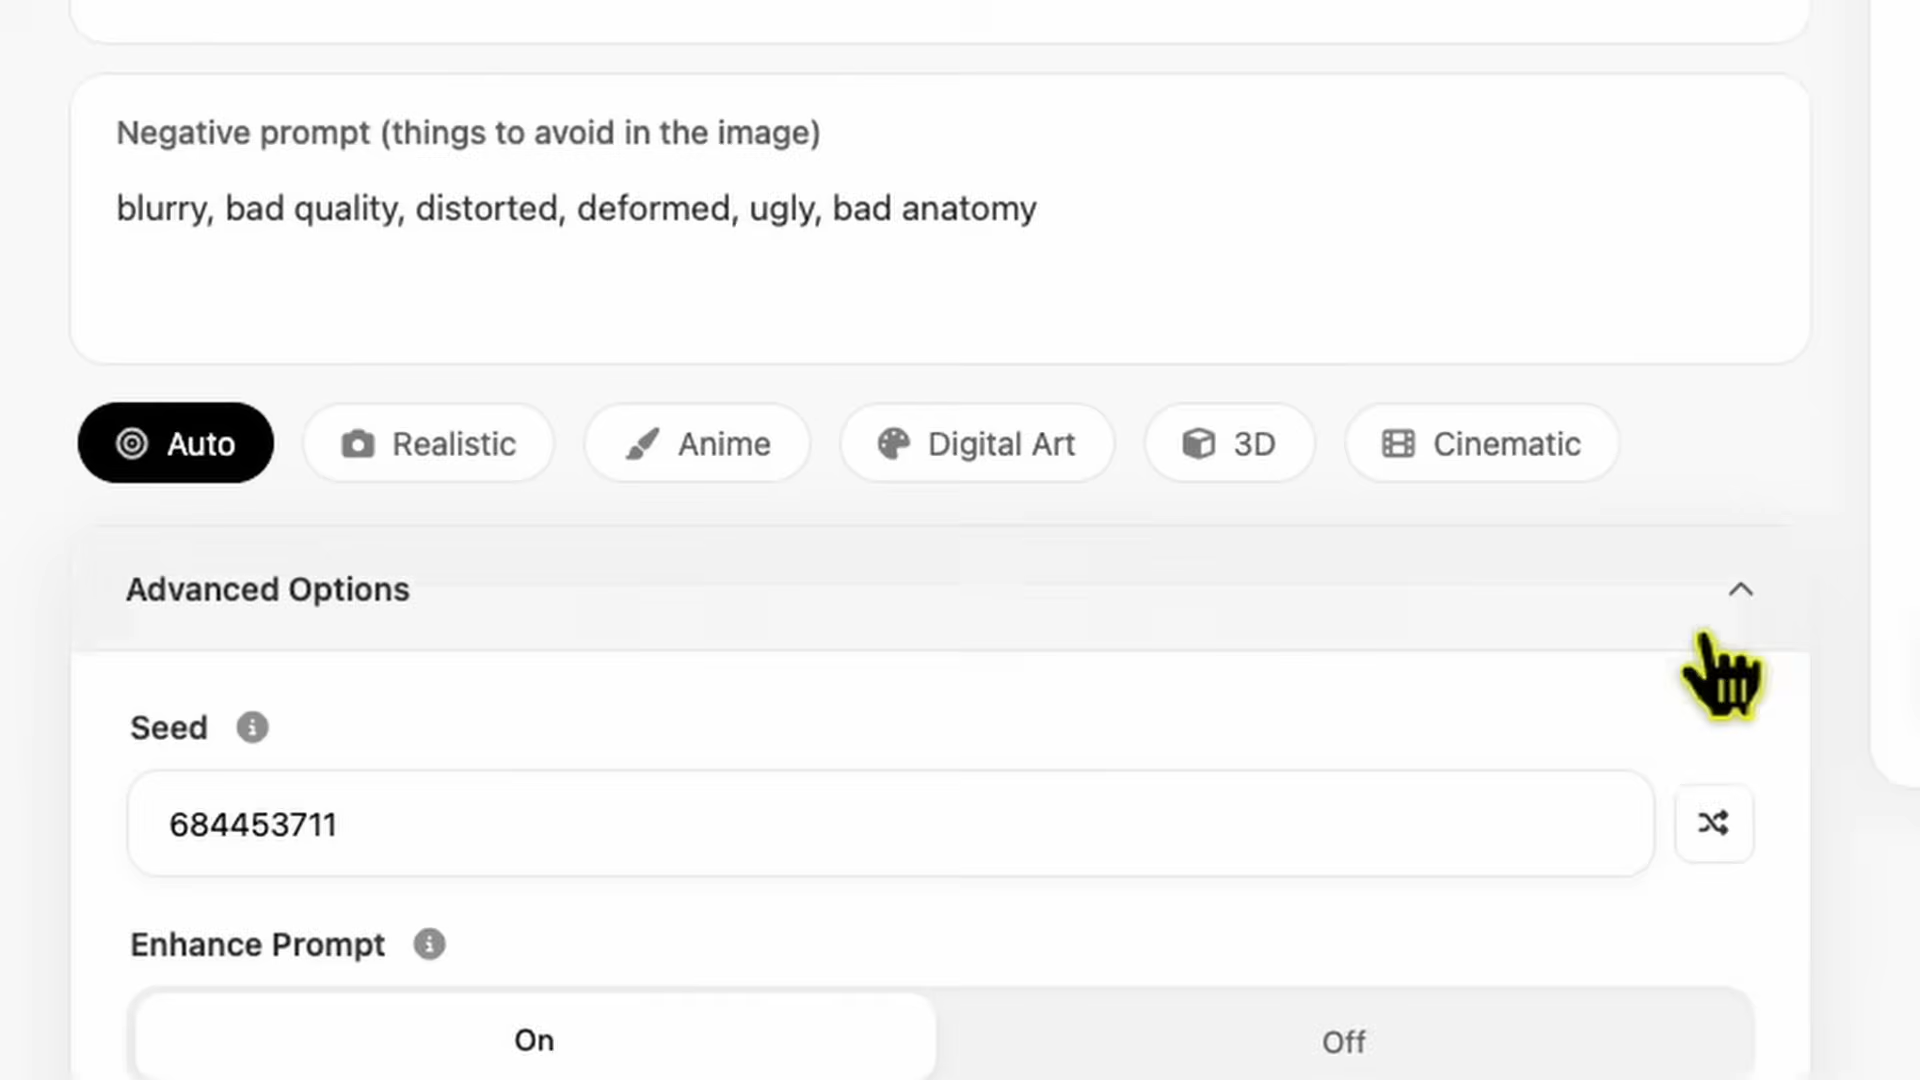 Negative prompt (things to avoid in the image)
blurry, bad quality, distorted, deformed, ugly, bad anatomy
Auto Realistic Anime Digital Art 3D Cinematic
Advanced Options
Seed
684453711
Enhance Prompt
On Off